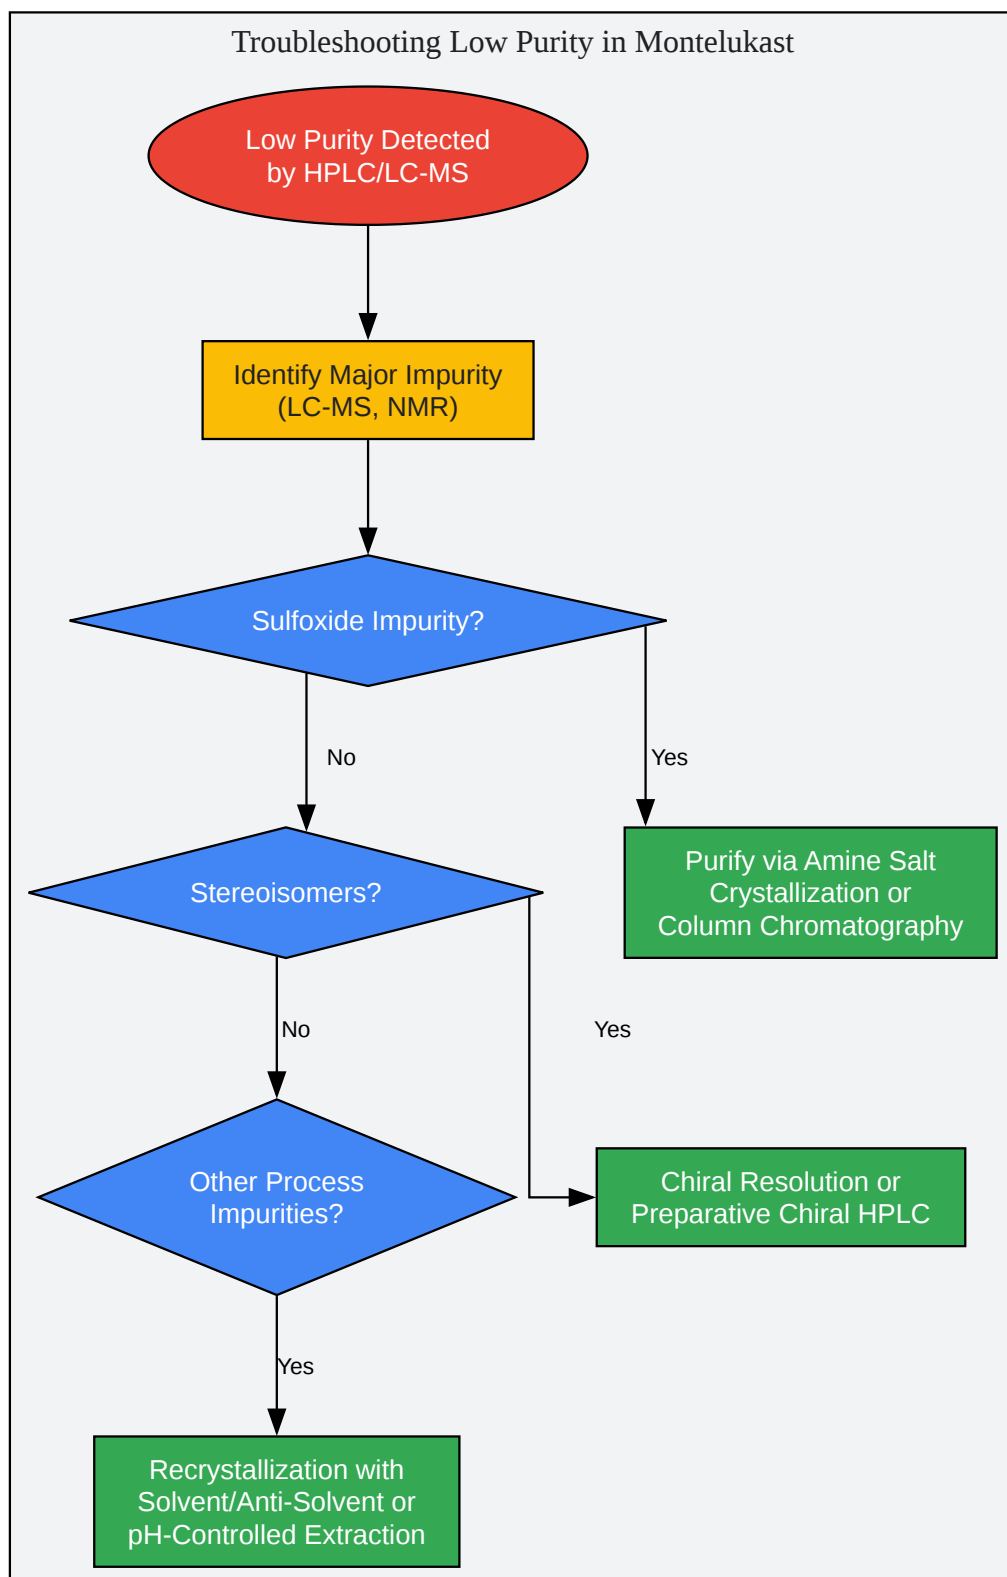 Troubleshooting Low Purity in Montelukast
Low Purity Detected
by HPLC/LC-MS
Identify Major Impurity
(LC-MS, NMR)
Sulfoxide Impurity?
No
Yes
Stereoisomers?
Purify via Amine Salt
Crystallization or
Column Chromatography
No
Yes
Other Process
Impurities?
Chiral Resolution or
Preparative Chiral HPLC
Yes
Recrystallization with
Solvent/Anti-Solvent or
pH-Controlled Extraction